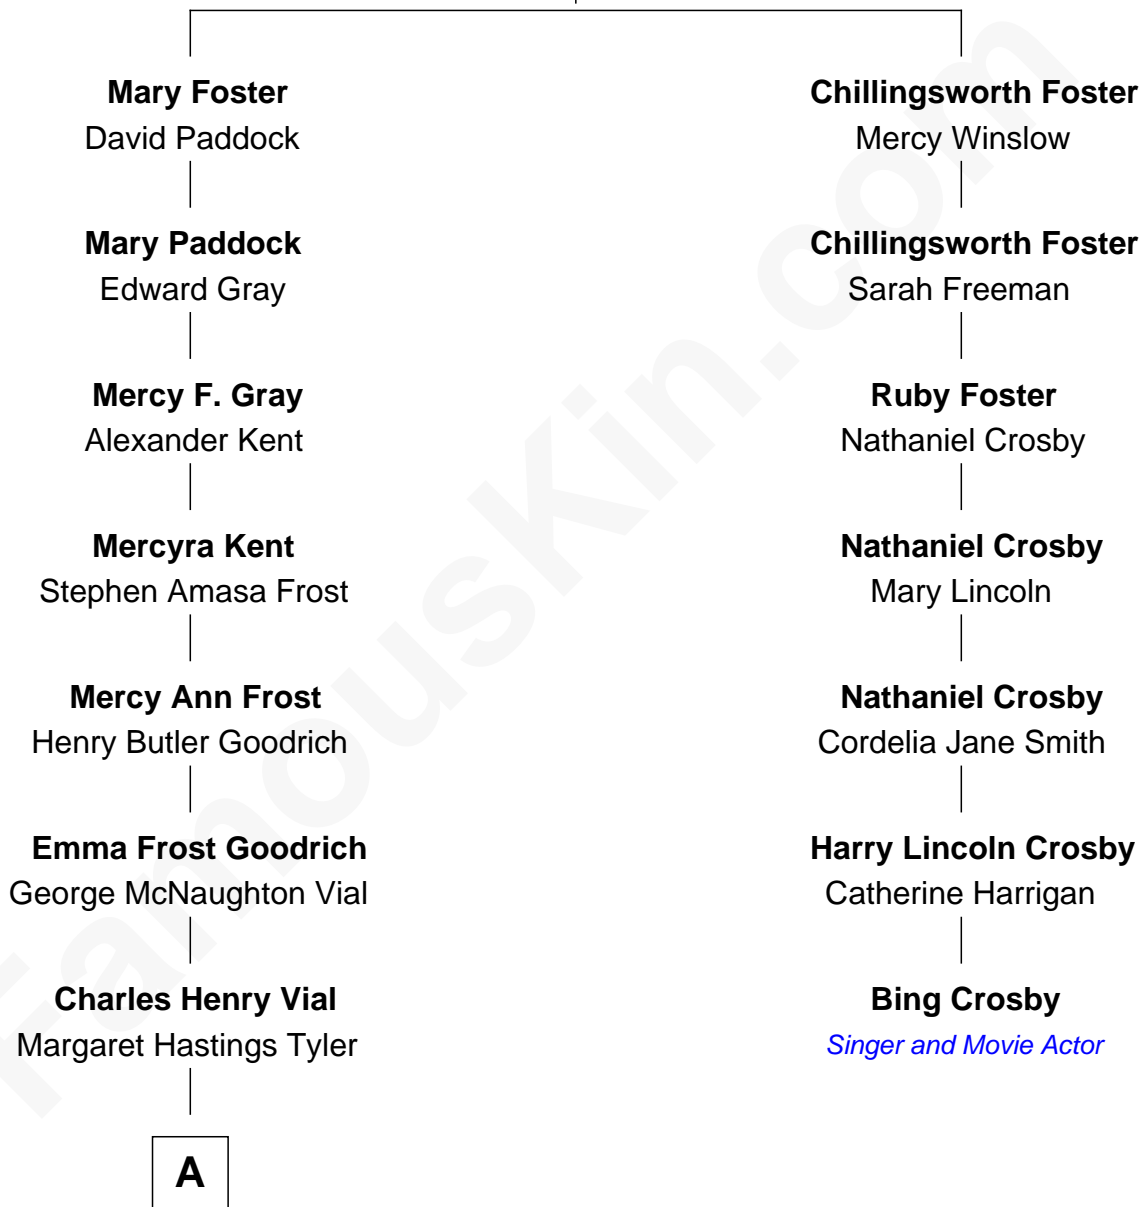 Mary Foster
David Paddock
Chillingsworth Foster
Mercy Winslow
Mary Paddock
Edward Gray
Chillingsworth Foster
Sarah Freeman
Mercy F. Gray
Alexander Kent
Ruby Foster
Nathaniel Crosby
Mercyra Kent
Stephen Amasa Frost
Nathaniel Crosby
Mary Lincoln
Mercy Ann Frost
Henry Butler Goodrich
Nathaniel Crosby
Cordelia Jane Smith
Emma Frost Goodrich
George McNaughton Vial
Harry Lincoln Crosby
Catherine Harrigan
Charles Henry Vial
Margaret Hastings Tyler
Bing Crosby
Singer and Movie Actor
A
FamousKin.com